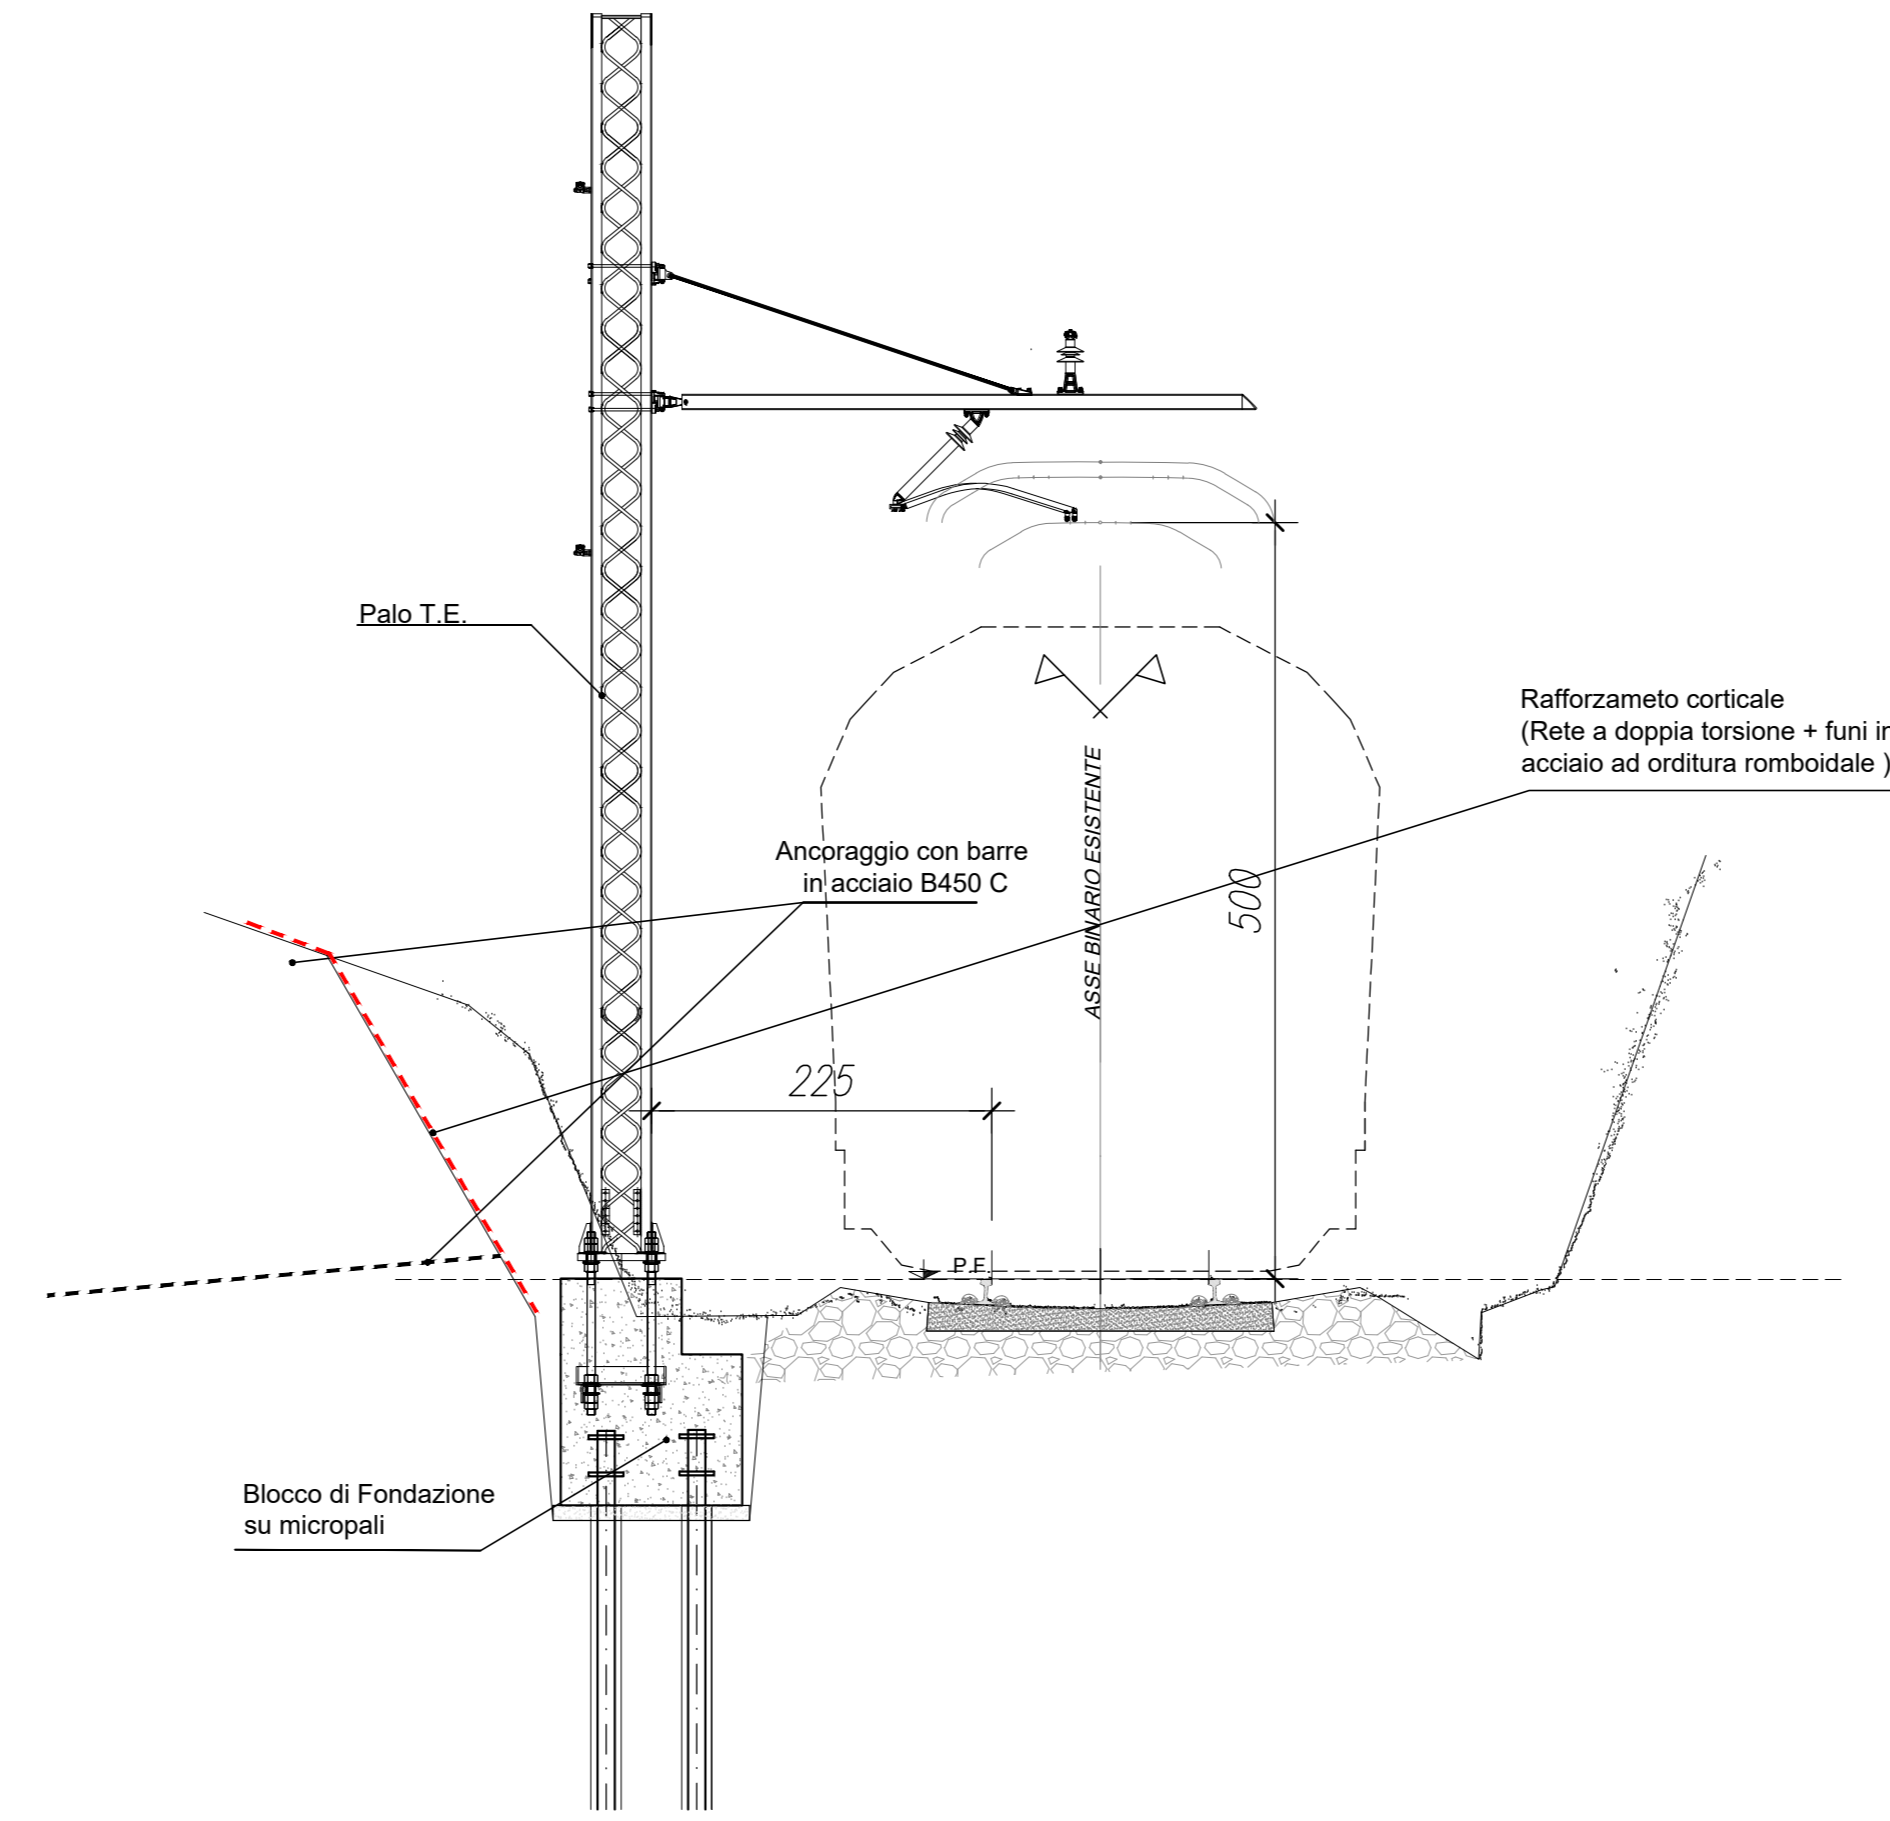 Palo T.E.
Rafforzameto corticale
(Rete a doppia torsione + funi in
acciaio ad orditura romboidale )
ASSE BINARIO ESISTENTE
Ancoraggio con barre
in acciaio B450 C
500
225
P.F.
Blocco di Fondazione
su micropali